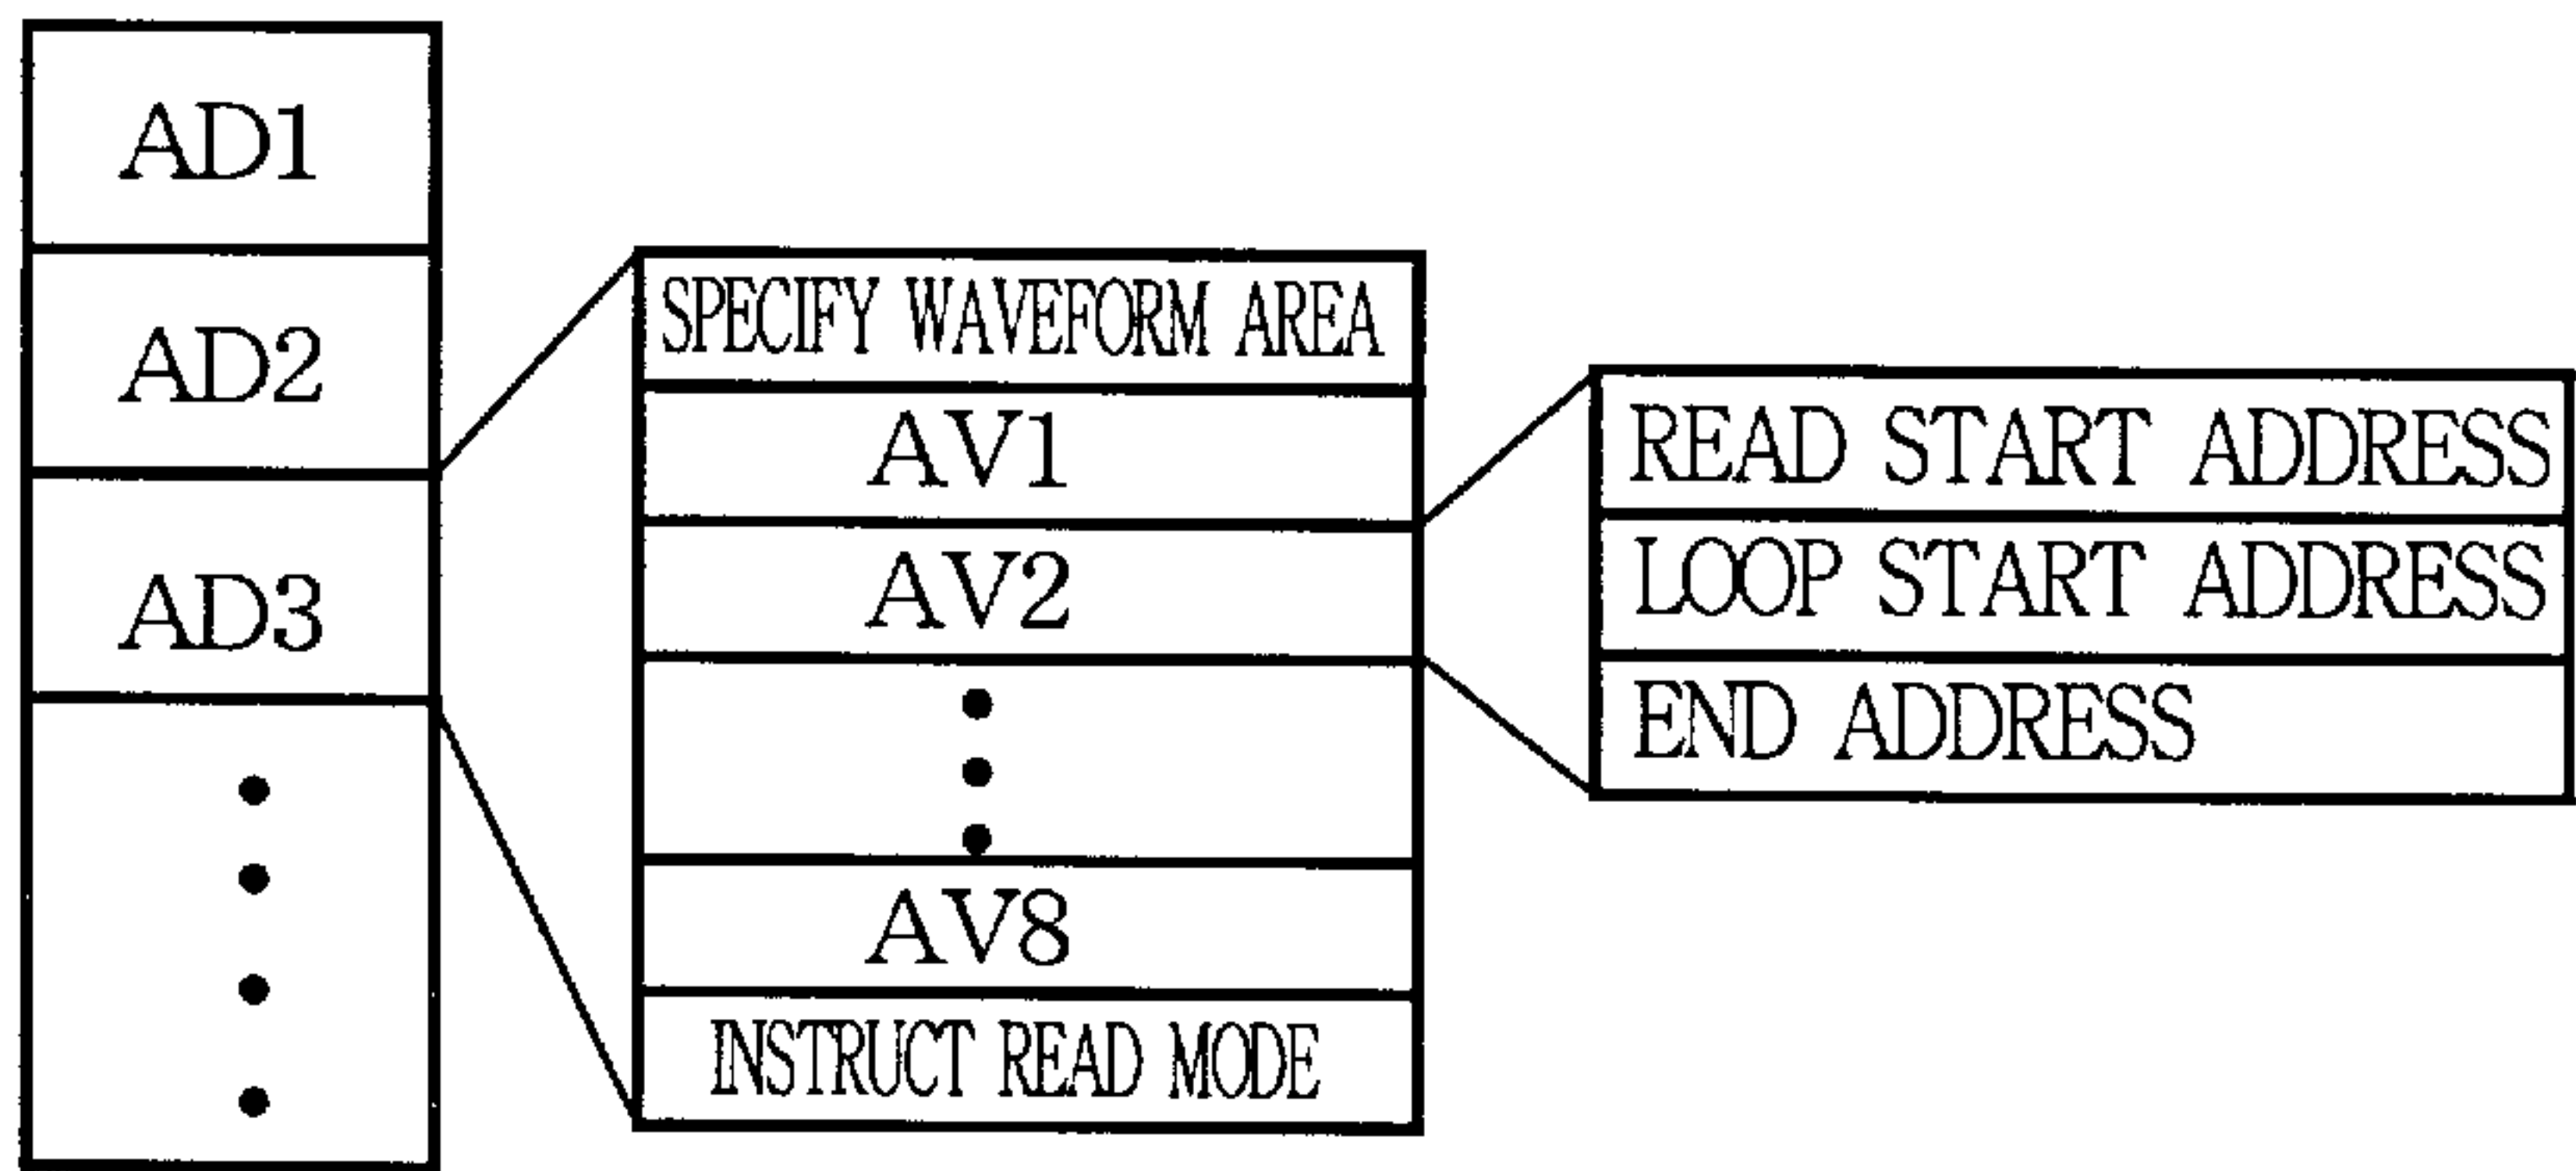 AD1
AD2
AD3
SPECIFY WAVEFORM AREA
AV1
AV2
AV8
INSTRUCT READ MODE
READ START ADDRESS
LOOP START ADDRESS
END ADDRESS